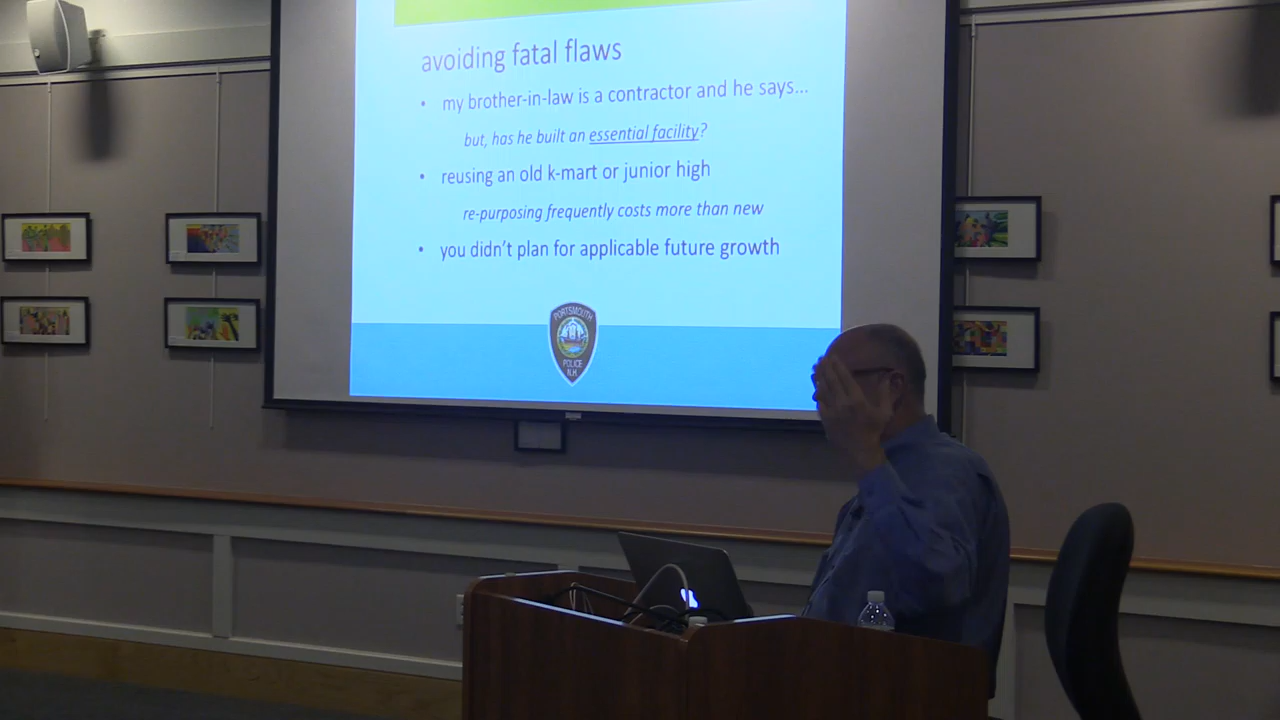 avoiding fatal flaws
• my brother-in-law is a contractor and he says...
but, has he built an essential facility?
• reusing an old k-mart or junior high
re-purposing frequently costs more than new
• you didn't plan for applicable future growth
PORTSMOUTH
POLICE
N.H.